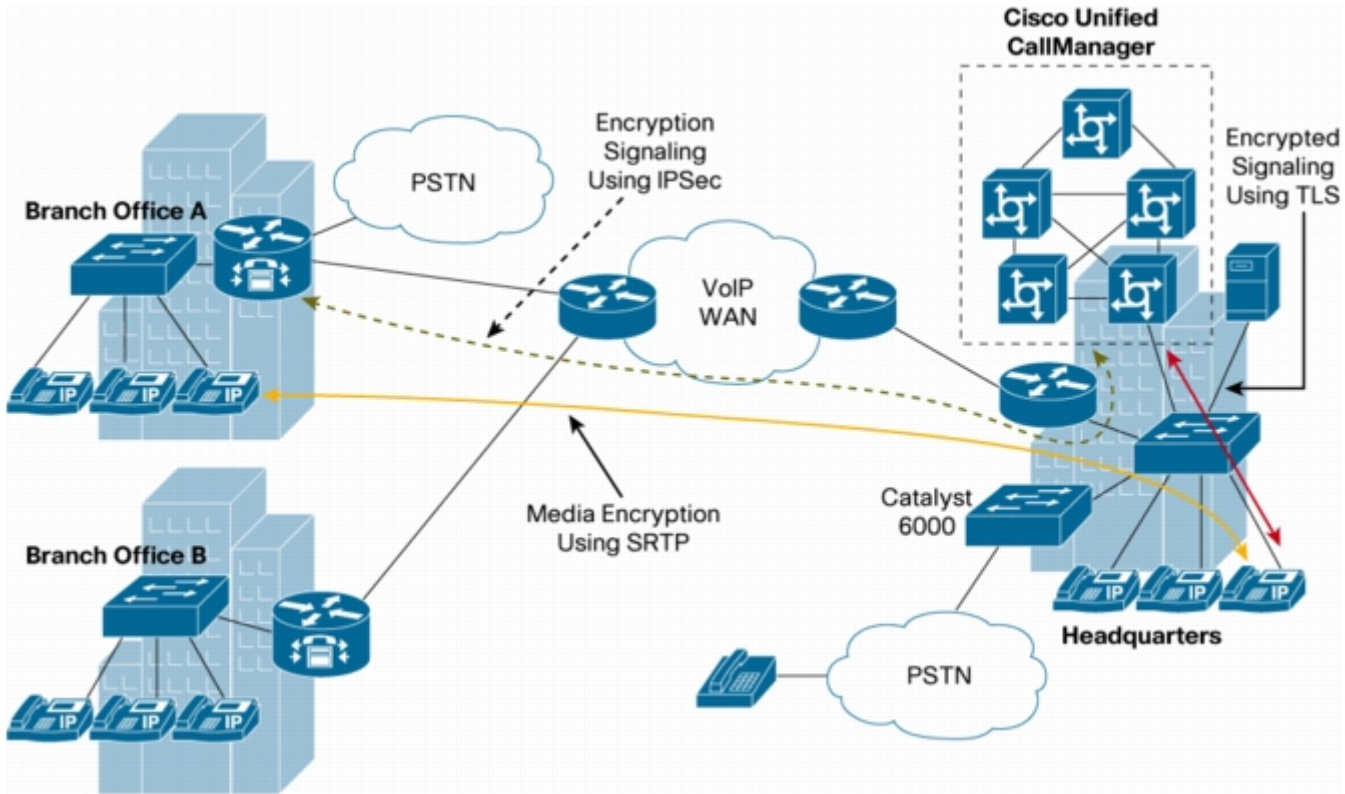 Cisco Unified
CallManager
Encryption
Signaling
Using IPSec
Encrypted
Signaling
Using TLS
PSTN
Branch Office A
VoIP
WAN
IP
IP
IP
Catalyst
6000
Media Encryption
Using SRTP
Branch Office B
IP
IP
IP
Headquarters
PSTN
IP
IP
IP